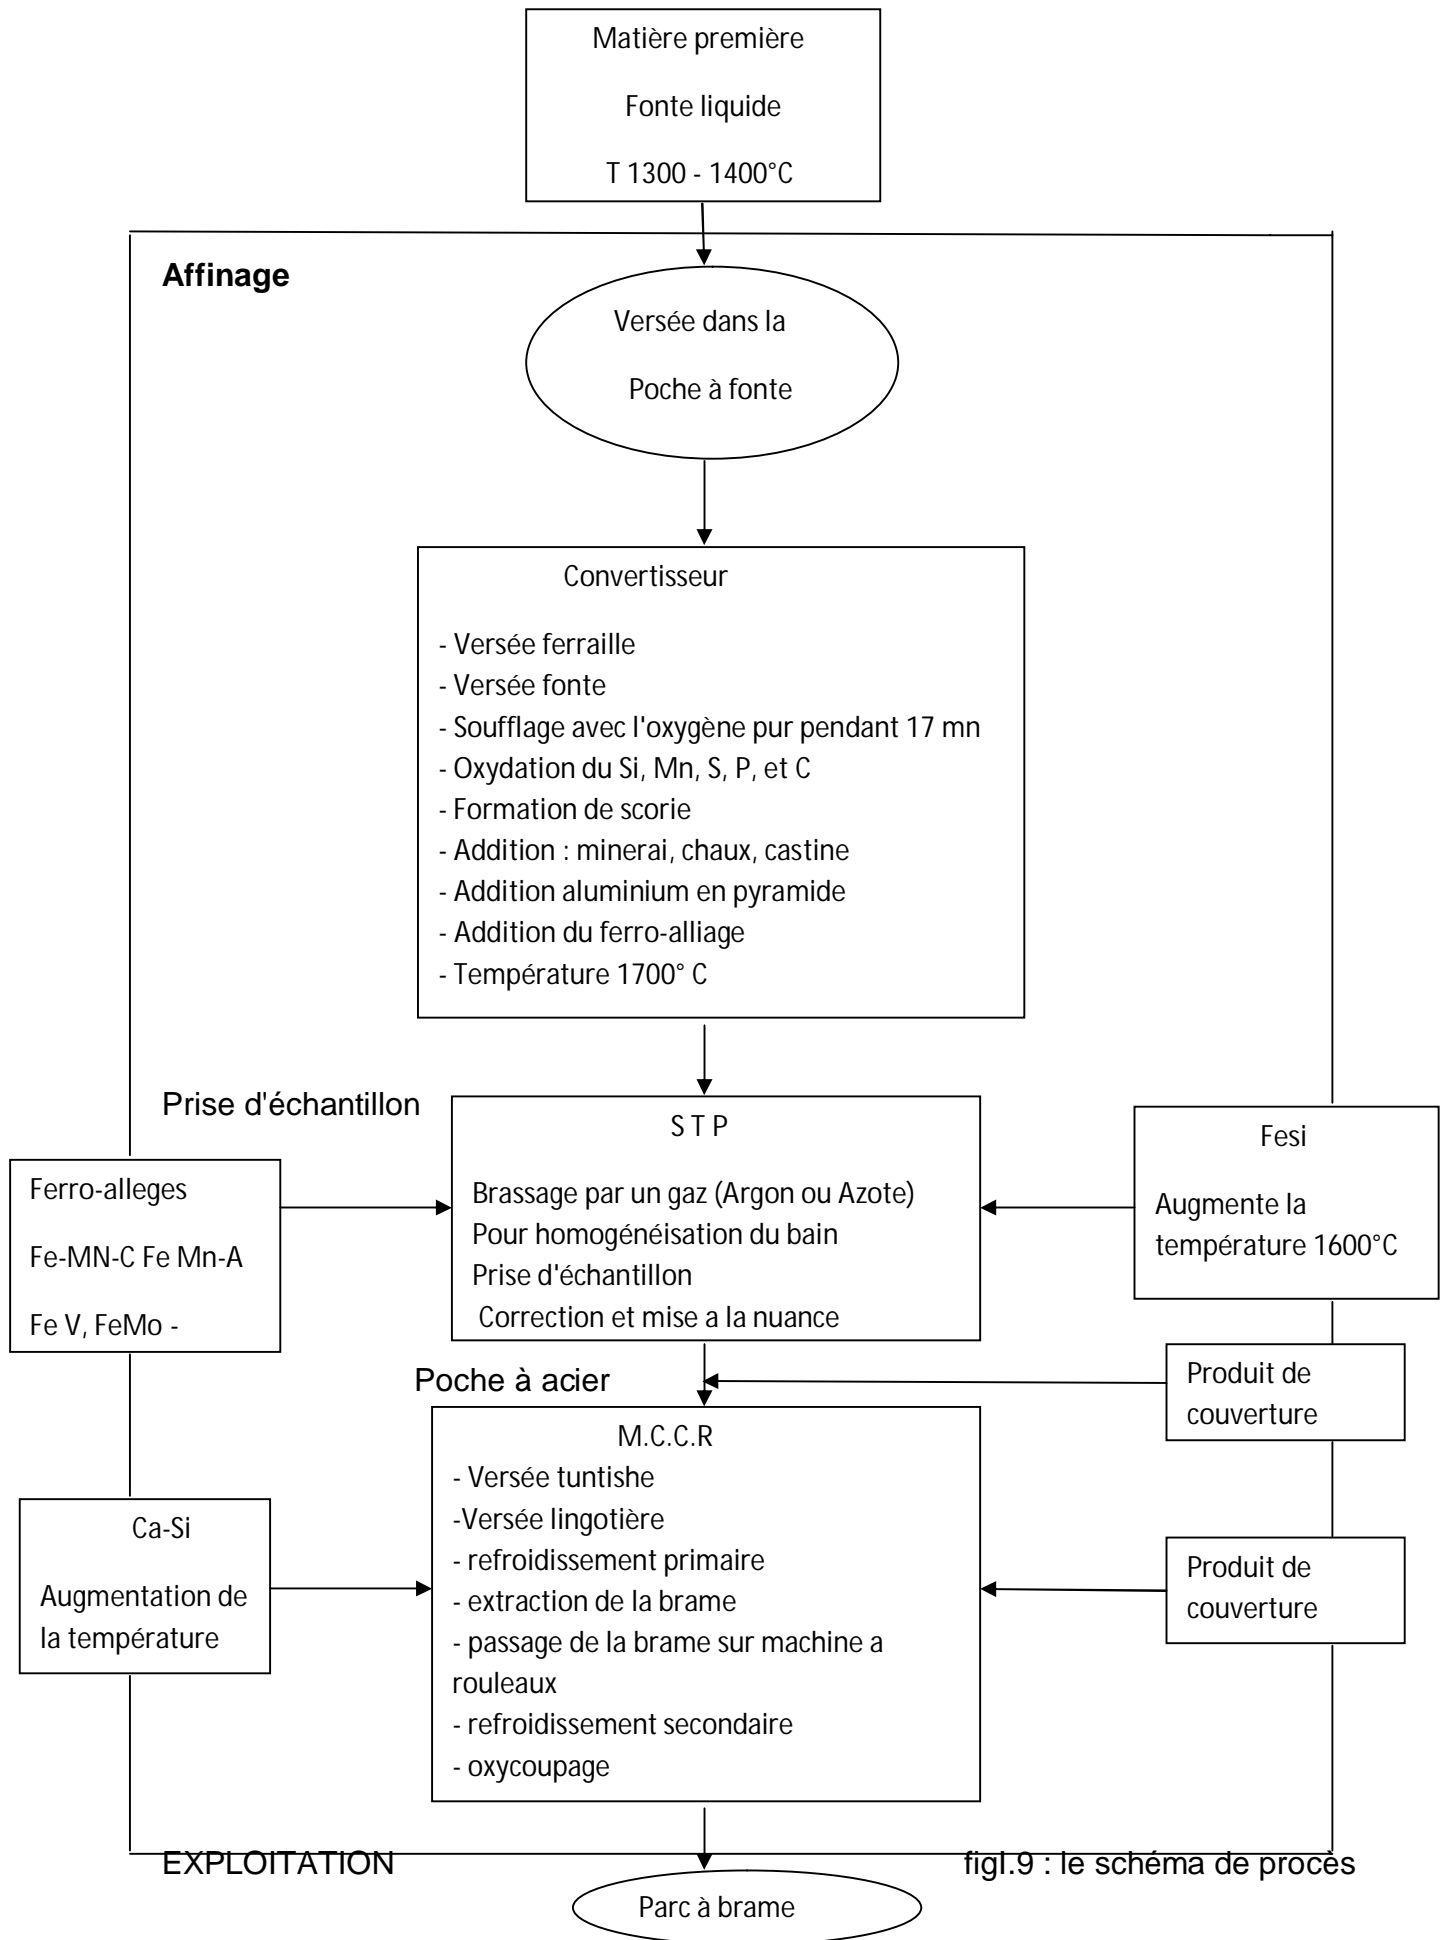 Matière première
Fonte liquide
T 1300 - 1400°C
Affinage
Versée dans la
Poche à fonte
Convertisseur
- Versée ferraille
- Versée fonte
- Soufflage avec l'oxygène pur pendant 17 mn
- Oxydation du Si, Mn, S, P, et C
- Formation de scorie
- Addition : minerai, chaux, castine
- Addition aluminium en pyramide
- Addition du ferro-alliage
- Température 1700° C
Prise d'échantillon
S T P
Brassage par un gaz (Argon ou Azote)
Pour homogénéisation du bain
Prise d'échantillon
Correction et mise a la nuance
Fesi
Augmente la
température 1600°C
Ferro-alleges
Fe-MN-C Fe Mn-A
Fe V, FeMo -
Poche à acier
Produit de
couverture
M.C.C.R
- Versée tuntishe
-Versée lingotière
- refroidissement primaire
- extraction de la brame
- passage de la brame sur machine a
rouleaux
- refroidissement secondaire
- oxycoupage
Ca-Si
Augmentation de
la température
Produit de
couverture
EXPLOITATION
figI.9 : le schéma de procès
Parc à brame